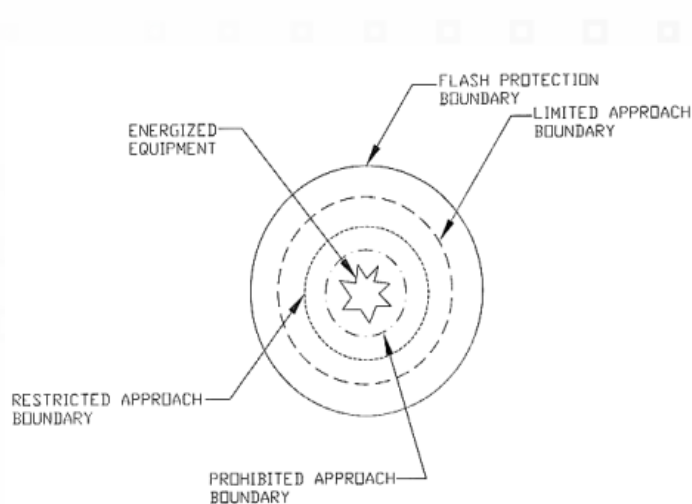 FLASH PROTECTION
BOUNDARY
LIMITED APPROACH
BOUNDARY
ENERGIZED
EQUIPMENT
RESTRICTED APPROACH
BOUNDARY
PROHIBITED APPROACH
BOUNDARY